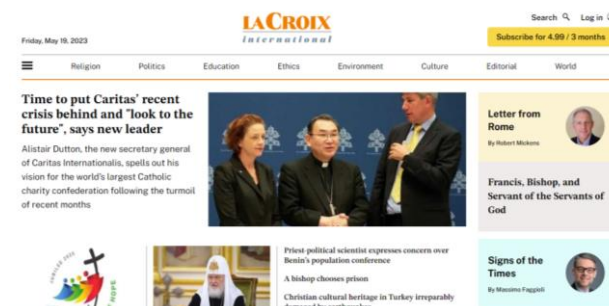 LA CROIX
international
Search
Log in
Friday, May 19, 2023
Subscribe for 4.99 / 3 months
Religion
Politics
Education
Ethics
Environment
Culture
Editorial
World
Time to put Caritas' recent
crisis behind and "look to the
future", says new leader
Alistair Dutton, the new secretary general
of Caritas Internationalis, spells out his
vision for the world's largest Catholic
charity confederation following the turmoil
of recent months
Letter from
Rome
By Robert Mickens
Francis, Bishop, and
Servant of the Servants of
God
Signs of the
Times
By Massimo Faggioli
Priest-political scientist expresses concern over
Benin's population conference
A bishop chooses prison
Christian cultural heritage in Turkey irreparably
HOPE